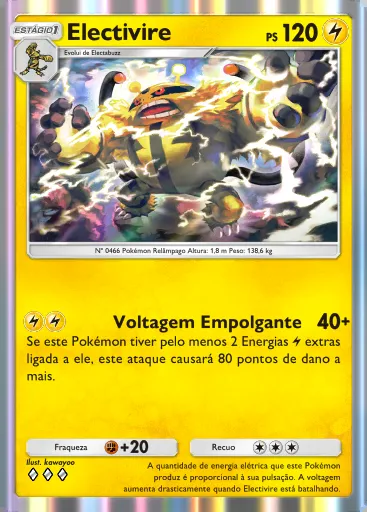 ESTÁGIO 1
Electivire
PS 120
Evolui de Electabuzz
N° 0466 Pokémon Relâmpago Altura: 1,8 m Peso: 138,6 kg
Voltagem Empolgante 40+
Se este Pokémon tiver pelo menos 2 Energias extras
ligada a ele, este ataque causará 80 pontos de dano a
mais.
Fraqueza +20
Recuo
Ilust. kawayoo
A quantidade de energia elétrica que este Pokémon
produz é proporcional à sua pulsação. A voltagem
aumenta drasticamente quando Electivire está batalhando.